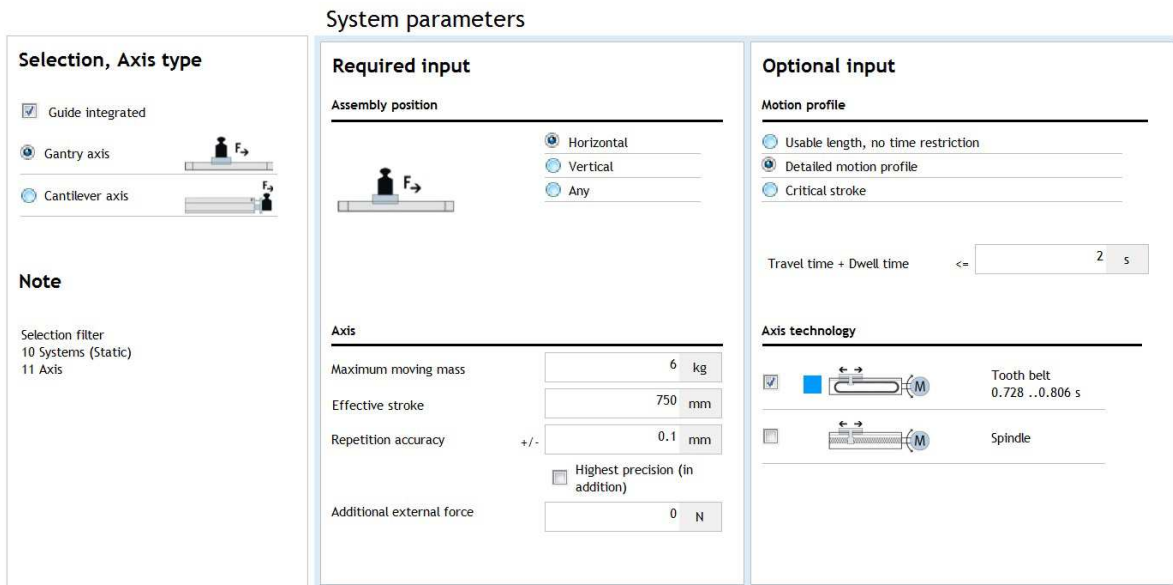 System parameters
Selection, Axis type
Guide integrated
Gantry axis
F→
Cantilever axis
F→
Note
Selection filter
10 Systems (Static)
11 Axis
Required input
Assembly position
F→
Horizontal
Vertical
Any
Axis
Maximum moving mass 6 kg
Effective stroke 750 mm
Repetition accuracy +/- 0.1 mm
Highest precision (in
addition)
Additional external force 0 N
Optional input
Motion profile
Usable length, no time restriction
Detailed motion profile
Critical stroke
Travel time + Dwell time <= 2 s
Axis technology
M
Tooth belt
0.728 ..0.806 s
M
Spindle